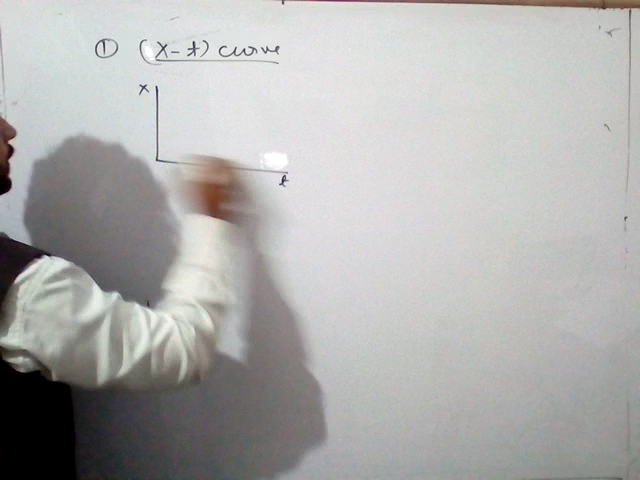 ① (x-t) curve
x
t